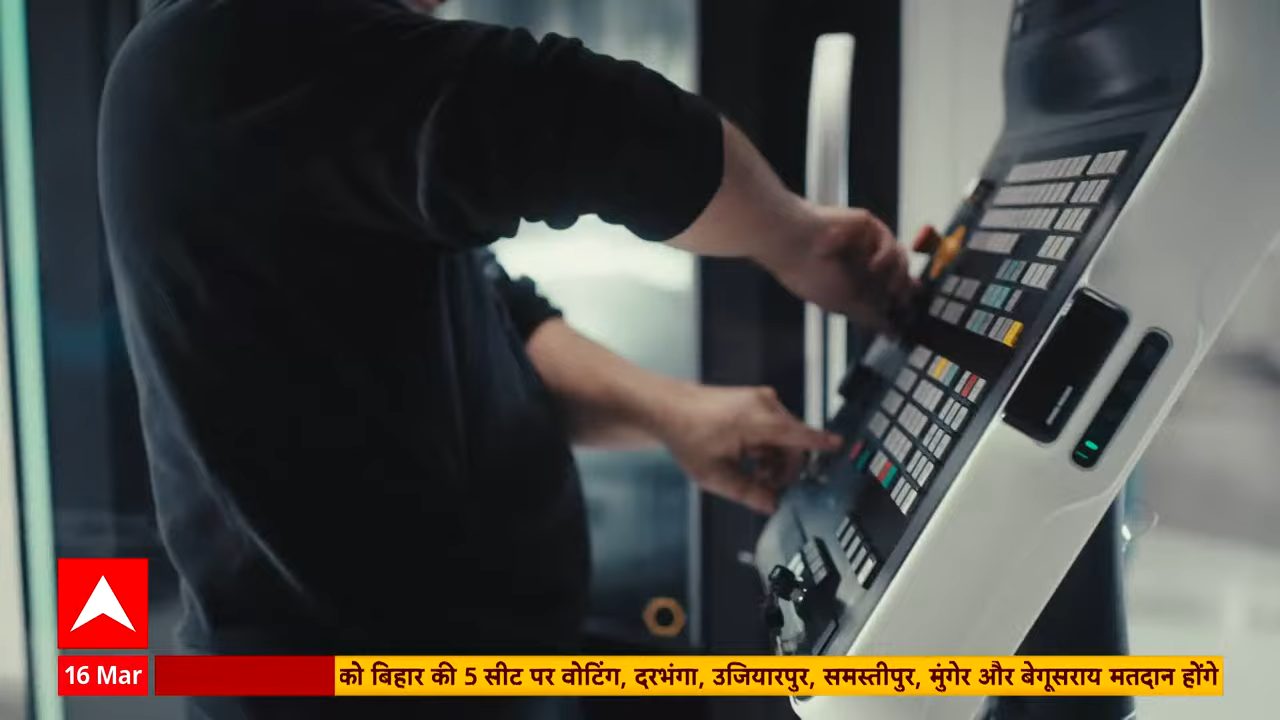 16 Mar
को बिहार की 5 सीट पर वोटिंग, दरभंगा, उजियारपुर, समस्तीपुर, मुंगेर और बेगूसराय मतदान होंगे